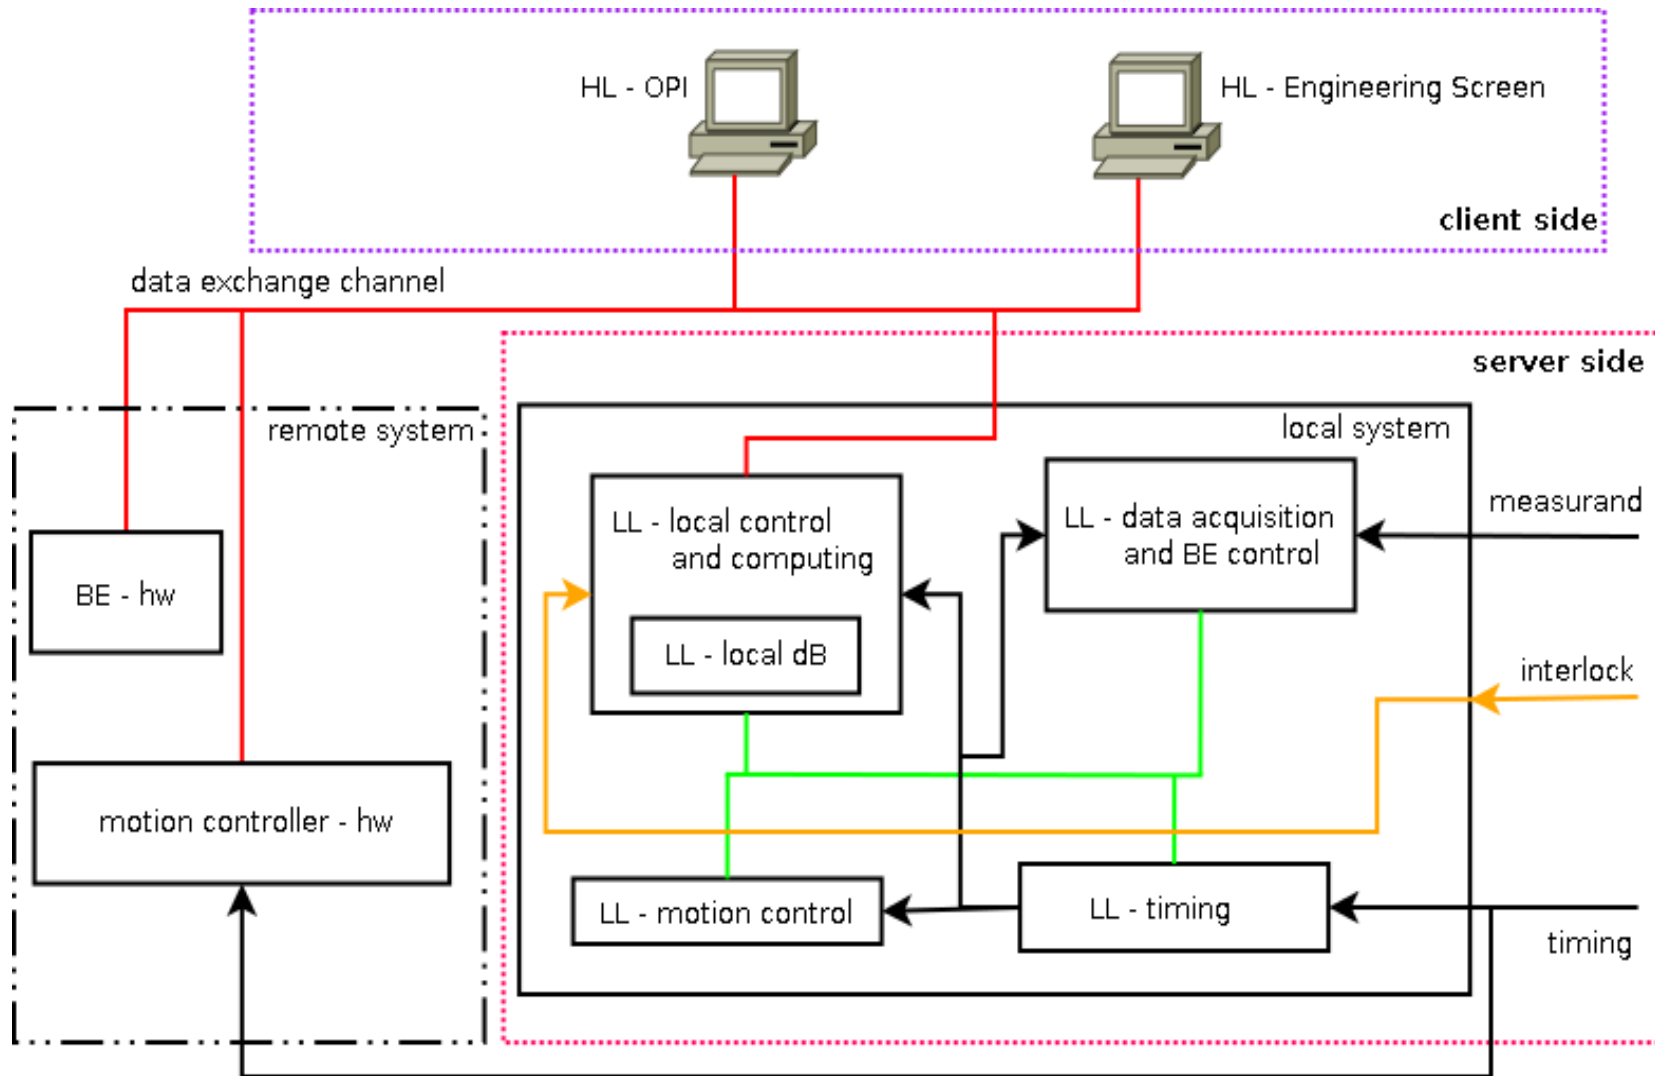 HL - OPI
HL - Engineering Screen
client side
data exchange channel
server side
remote system
local system
LL - local control
and computing
LL - data acquisition
and BE control
measurand
BE - hw
LL - local dB
interlock
motion controller - hw
LL - motion control
LL - timing
timing